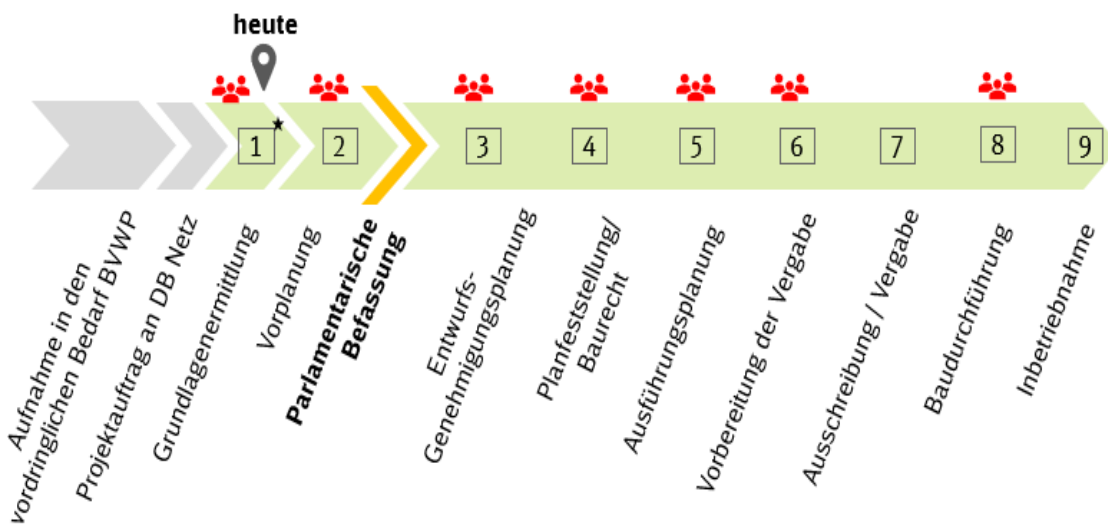 heute
1
2
3
4
5
6
7
8
9
Aufnahme in den
vordringlichen Bedarf BVWP
Projektauftrag an DB Netz
Grundlagenermittlung
Vorplanung
Parlamentarische
Befassung
Entwurfs-
Genehmigungsplanung
Planfeststellung/
Baurecht
Ausführungsplanung
Vorbereitung der Vergabe
Ausschreibung / Vergabe
Baudurchführung
Inbetriebnahme